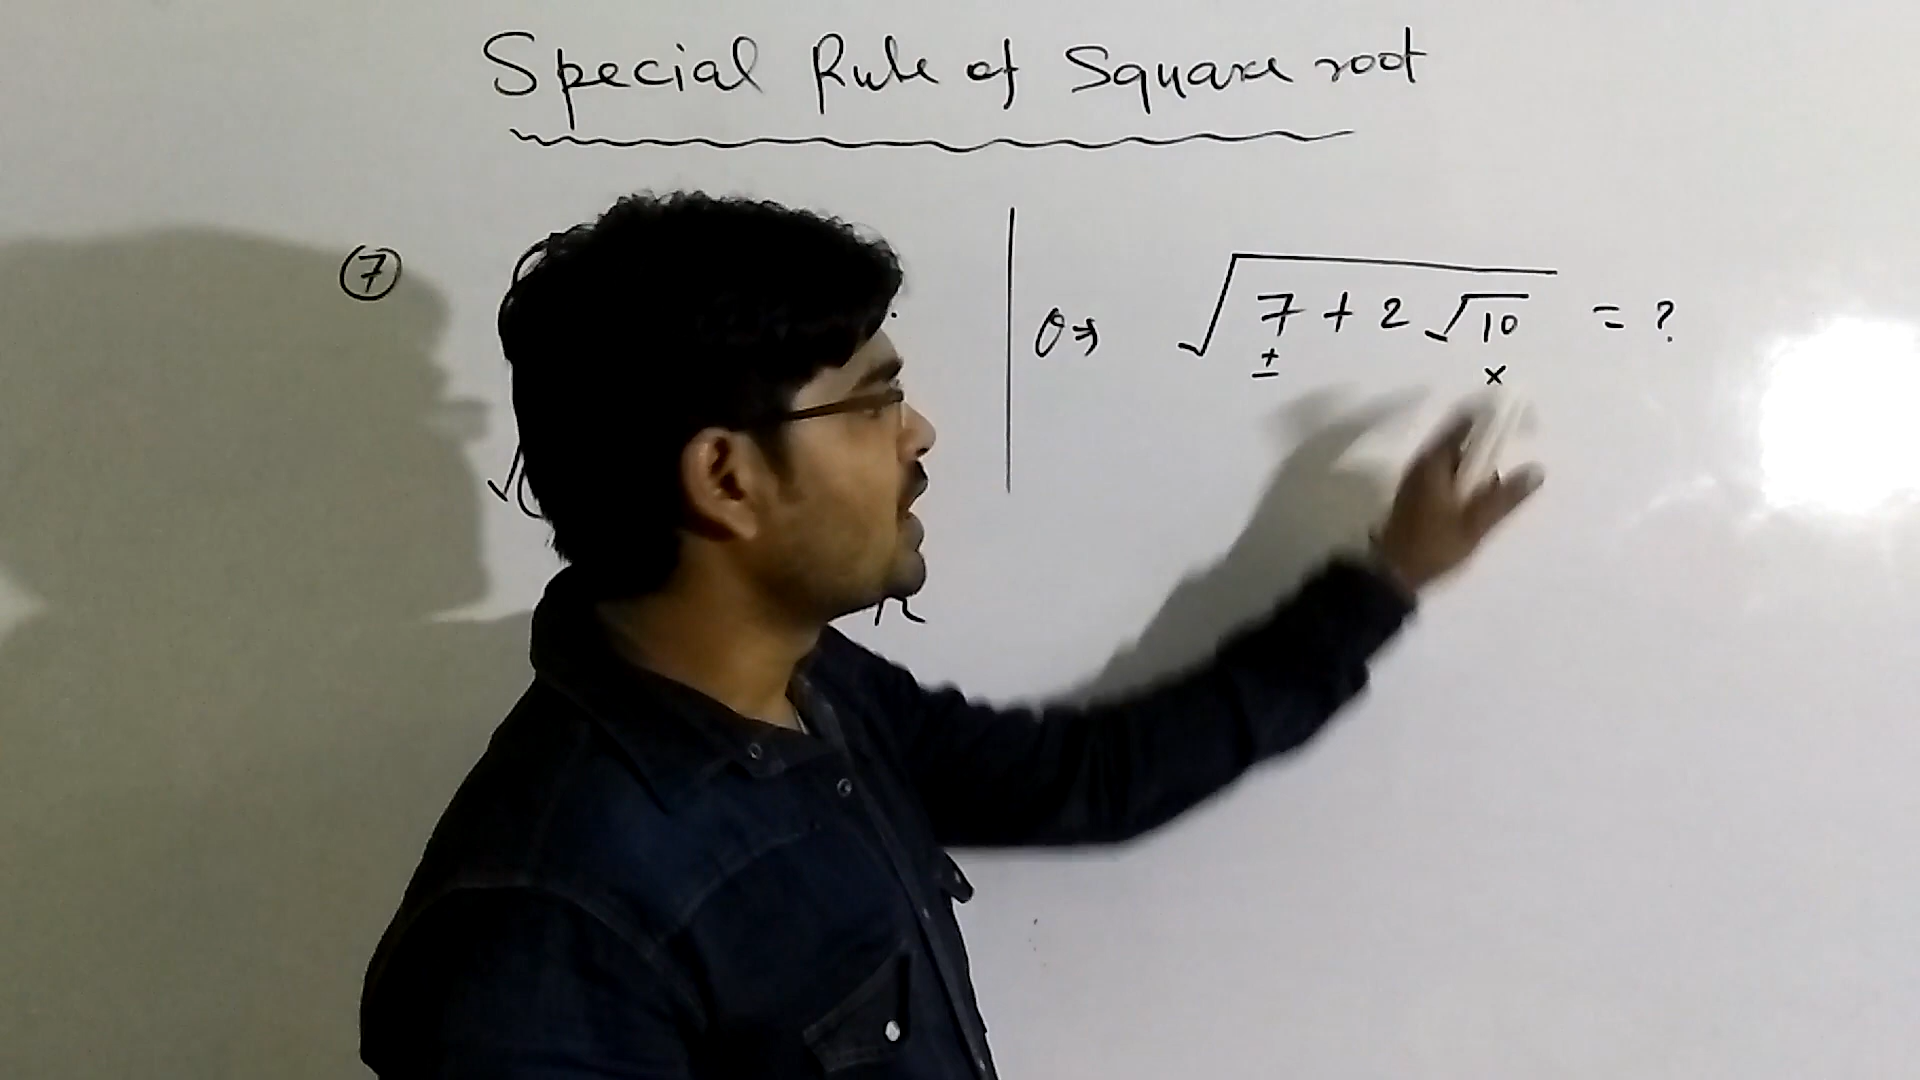 Special Rule of Square root
⑦
Q→ √(7 + 2√10) = ?
± ×
R